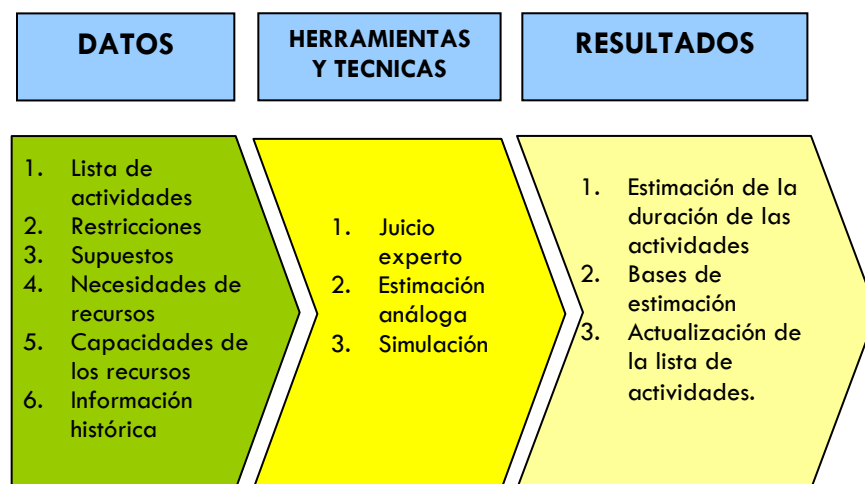 DATOS
HERRAMIENTAS
Y TECNICAS
RESULTADOS
1. Lista de
actividades
2. Restricciones
3. Supuestos
4. Necesidades de
recursos
5. Capacidades de
los recursos
6. Información
histórica
1. Juicio
experto
2. Estimación
análoga
3. Simulación
1. Estimación de la
duración de las
actividades
2. Bases de
estimación
3. Actualización de
la lista de
actividades.